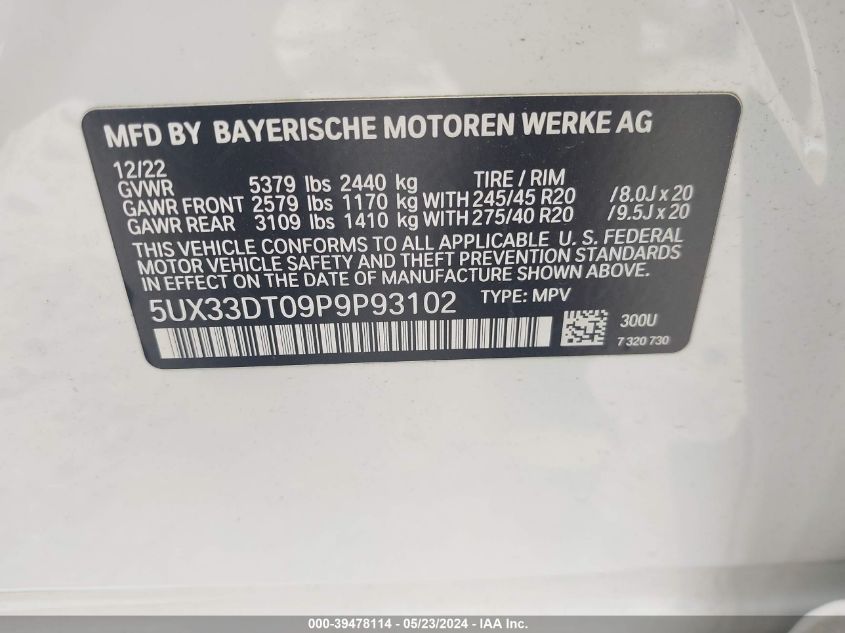 MFD BY BAYERISCHE MOTOREN WERKE AG
12/22
GVWR 5379 lbs 2440 kg TIRE / RIM
GAWR FRONT 2579 lbs 1170 kg WITH 245/45 R20 / 8.0J x 20
GAWR REAR 3109 lbs 1410 kg WITH 275/40 R20 / 9.5J x 20
THIS VEHICLE CONFORMS TO ALL APPLICABLE U. S. FEDERAL
MOTOR VEHICLE SAFETY AND THEFT PREVENTION STANDARDS
IN EFFECT ON THE DATE OF MANUFACTURE SHOWN ABOVE.
5UX33DT09P9P93102 TYPE: MPV
300U
7 320 730
000-39478114 - 05/23/2024 - IAA Inc.